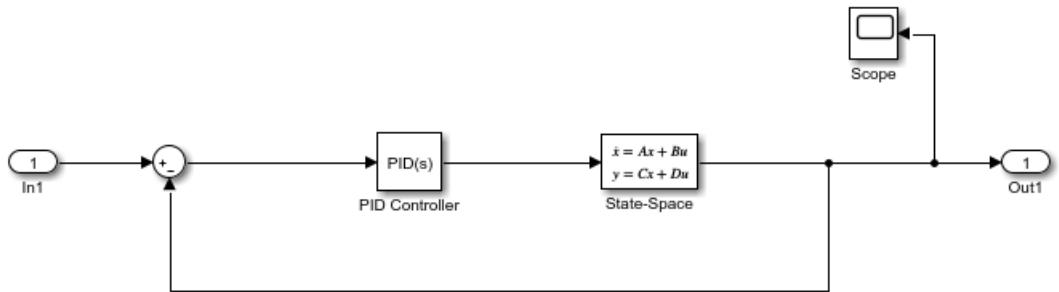 Scope
1
In1
+
−
PID(s)
PID Controller
ẋ = Ax + Bu
y = Cx + Du
State-Space
1
Out1